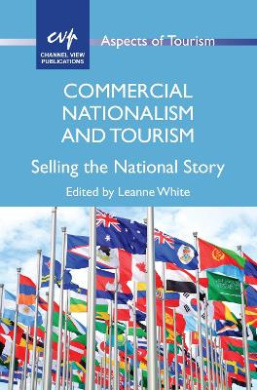 cvp
CHANNEL VIEW
PUBLICATIONS
Aspects of Tourism
COMMERCIAL
NATIONALISM
AND TOURISM
Selling the National Story
Edited by Leanne White